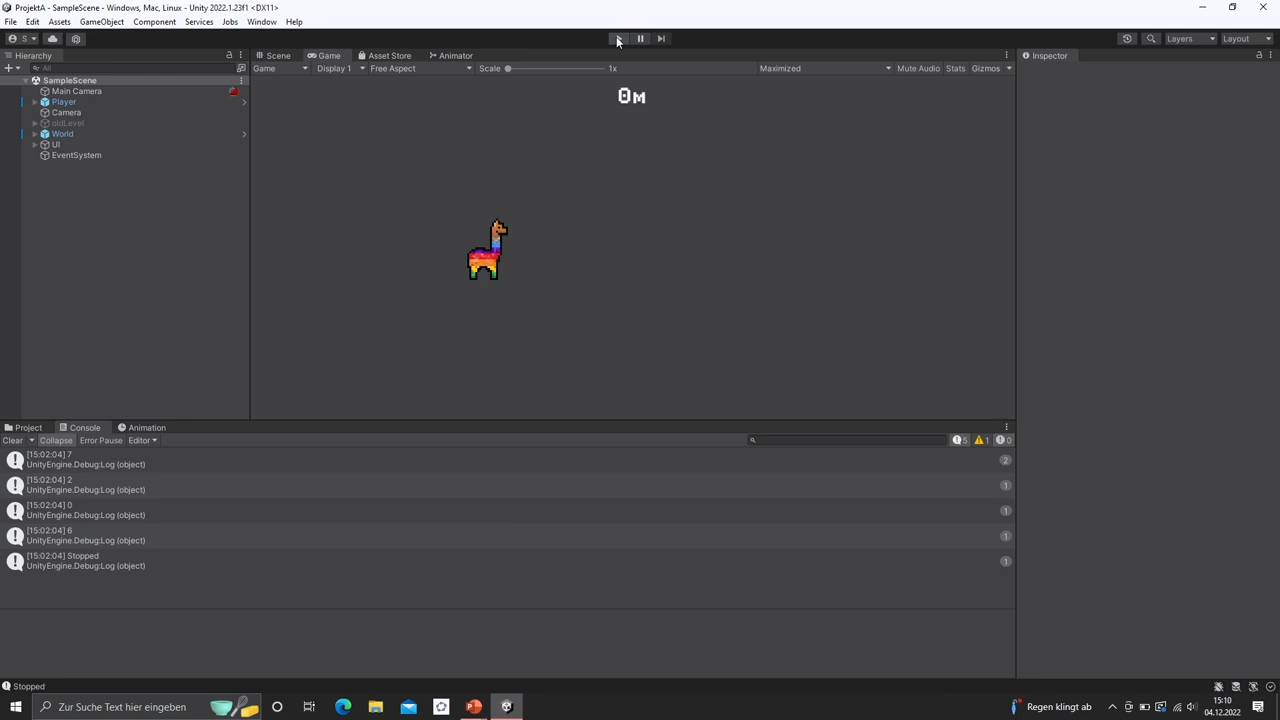 ProjektA - SampleScene - Windows, Mac, Linux - Unity 2022.1.23f1 <DX11>
File Edit Assets GameObject Component Services Jobs Window Help
S Layers Layout
Hierarchy Scene Game Asset Store Animator Inspector
All Game Display 1 Free Aspect Scale 1x Maximized Mute Audio Stats Gizmos
SampleScene
Main Camera
Player
Camera
oldLevel
World
UI
EventSystem
0M
Project Console Animation
Clear Collapse Error Pause Editor 5 1 0
[15:02:04] 7
UnityEngine.Debug:Log (object) 2
[15:02:04] 2
UnityEngine.Debug:Log (object) 1
[15:02:04] 0
UnityEngine.Debug:Log (object) 1
[15:02:04] 6
UnityEngine.Debug:Log (object) 1
[15:02:04] Stopped
UnityEngine.Debug:Log (object) 1
Stopped
Zur Suche Text hier eingeben Regen klingt ab 15:10
04.12.2022